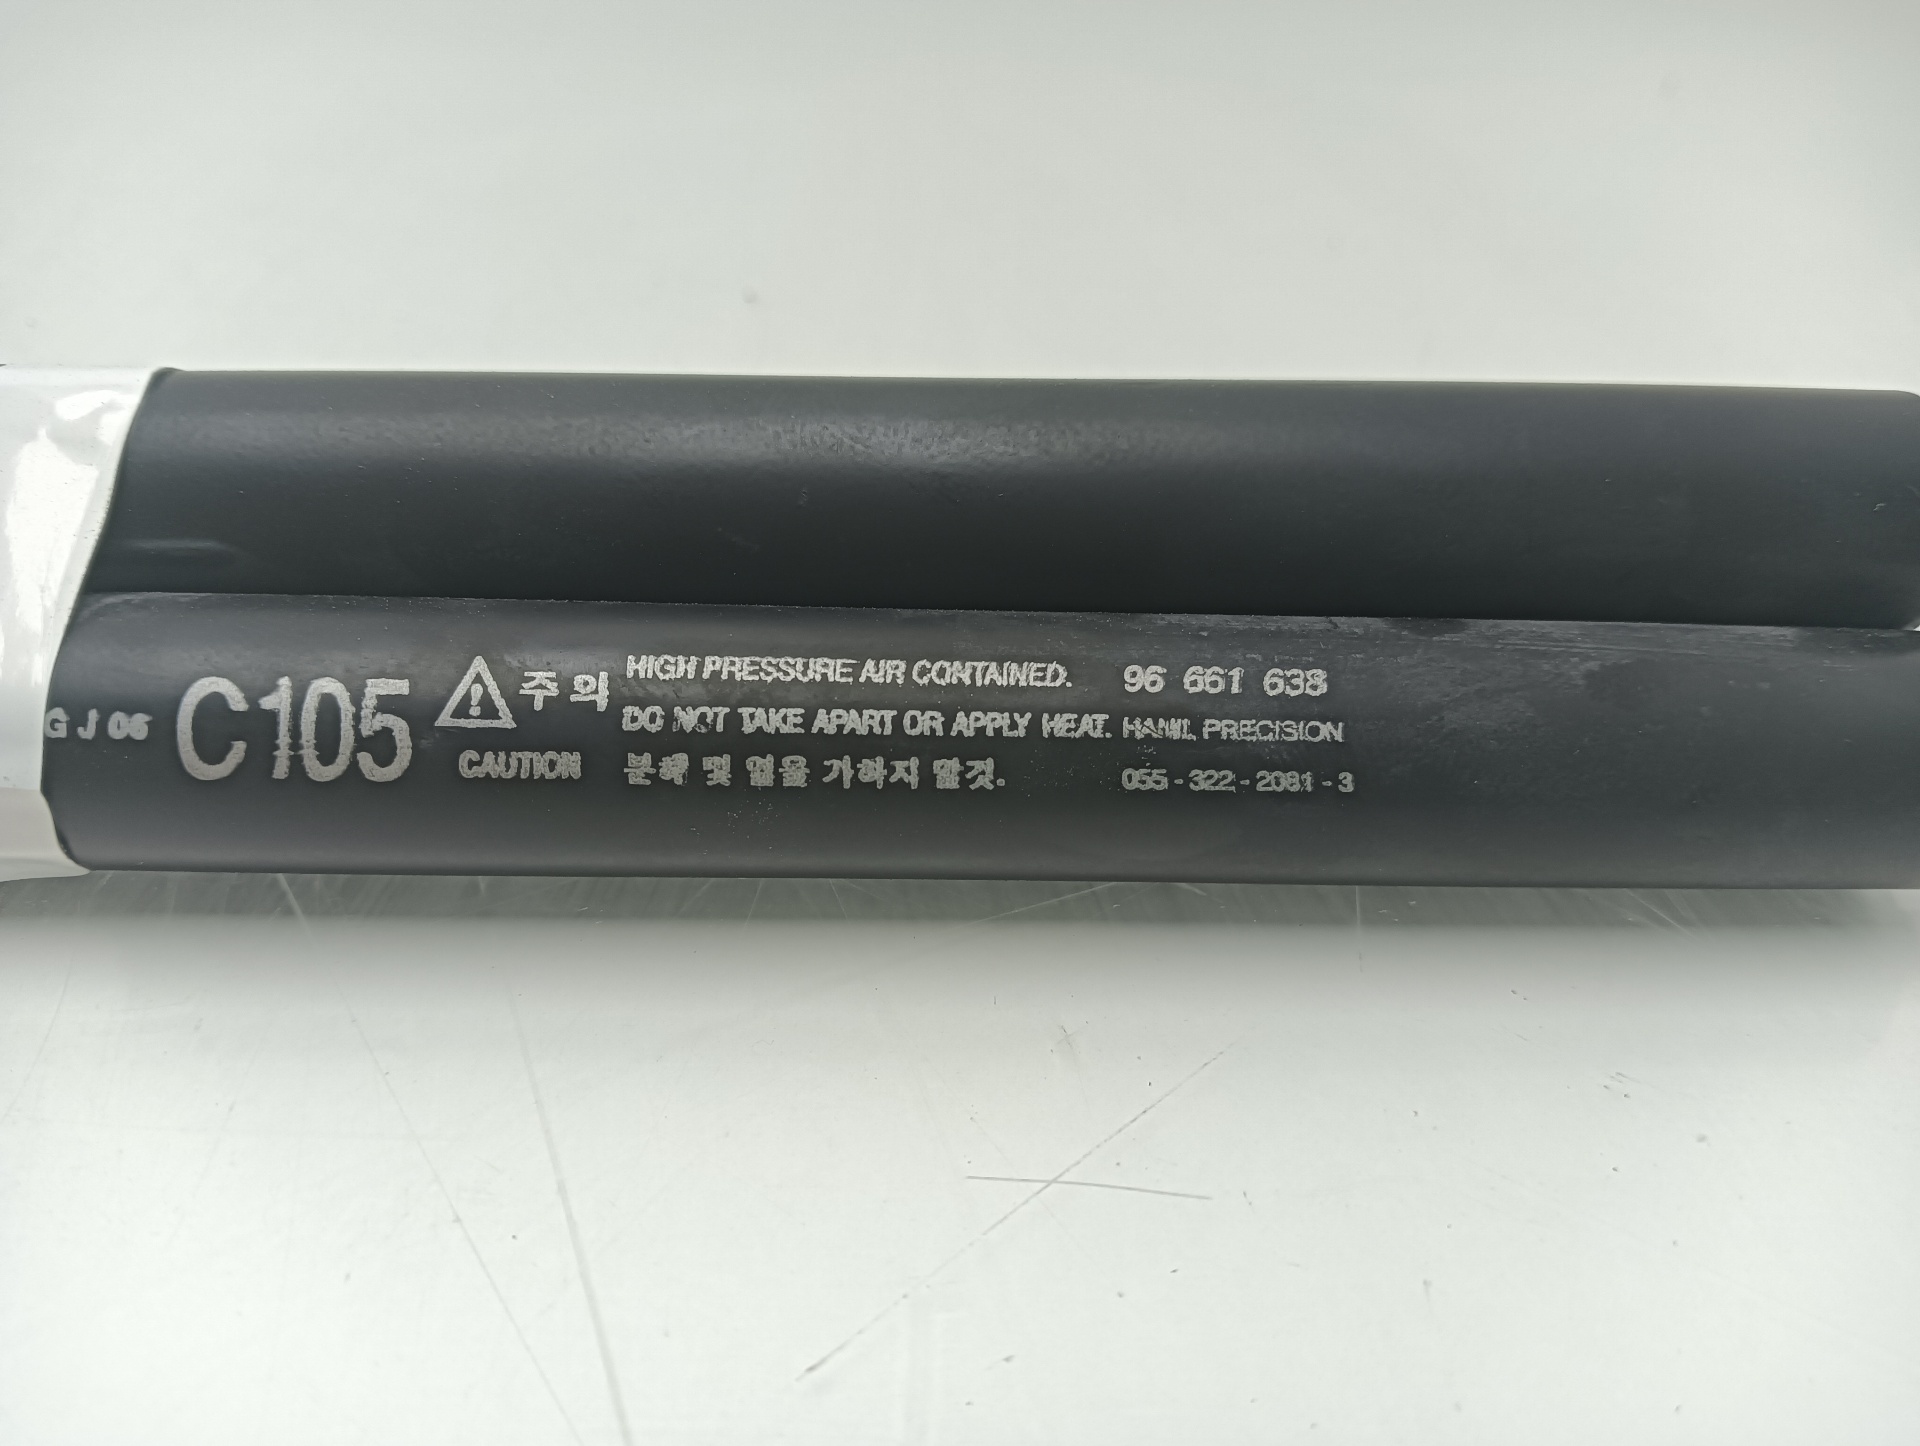 G J 06
C105
주의
CAUTION
HIGH PRESSURE AIR CONTAINED.
DO NOT TAKE APART OR APPLY HEAT.
분해 및 열을 가하지 말것.
96 661 638
HANIL PRECISION
055-322-2081-3